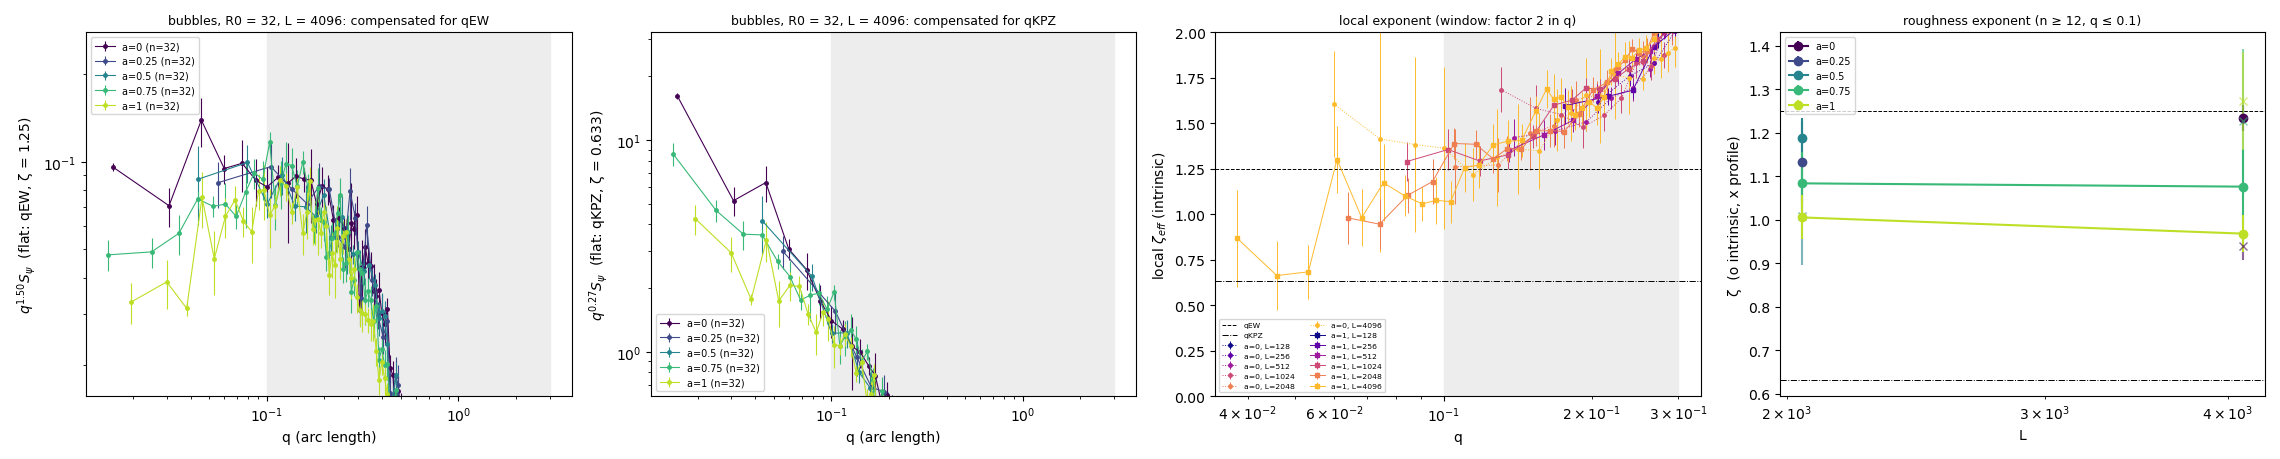 bubbles, R0 = 32, L = 4096: compensated for qEW
a=0 (n=32)
a=0.25 (n=32)
a=0.5 (n=32)
a=0.75 (n=32)
a=1 (n=32)
q^1.50 S_ψ (flat: qEW, ζ = 1.25)
10⁻¹
10⁻¹
10⁰
q (arc length)
bubbles, R0 = 32, L = 4096: compensated for qKPZ
q^0.27 S_ψ (flat: qKPZ, ζ = 0.633)
10¹
10⁰
a=0 (n=32)
a=0.25 (n=32)
a=0.5 (n=32)
a=0.75 (n=32)
a=1 (n=32)
10⁻¹
10⁰
q (arc length)
local exponent (window: factor 2 in q)
local ζ_eff (intrinsic)
2.00
1.75
1.50
1.25
1.00
0.75
0.50
0.25
0.00
qEW
qKPZ
a=0, L=128
a=0, L=256
a=0, L=512
a=0, L=1024
a=0, L=2048
a=0, L=4096
a=1, L=128
a=1, L=256
a=1, L=512
a=1, L=1024
a=1, L=2048
a=1, L=4096
4 × 10⁻²
6 × 10⁻²
10⁻¹
2 × 10⁻¹
3 × 10⁻¹
q
roughness exponent (n ≥ 12, q ≤ 0.1)
ζ (o intrinsic, x profile)
1.4
1.3
1.2
1.1
1.0
0.9
0.8
0.7
0.6
a=0
a=0.25
a=0.5
a=0.75
a=1
2 × 10³
3 × 10³
4 × 10³
L